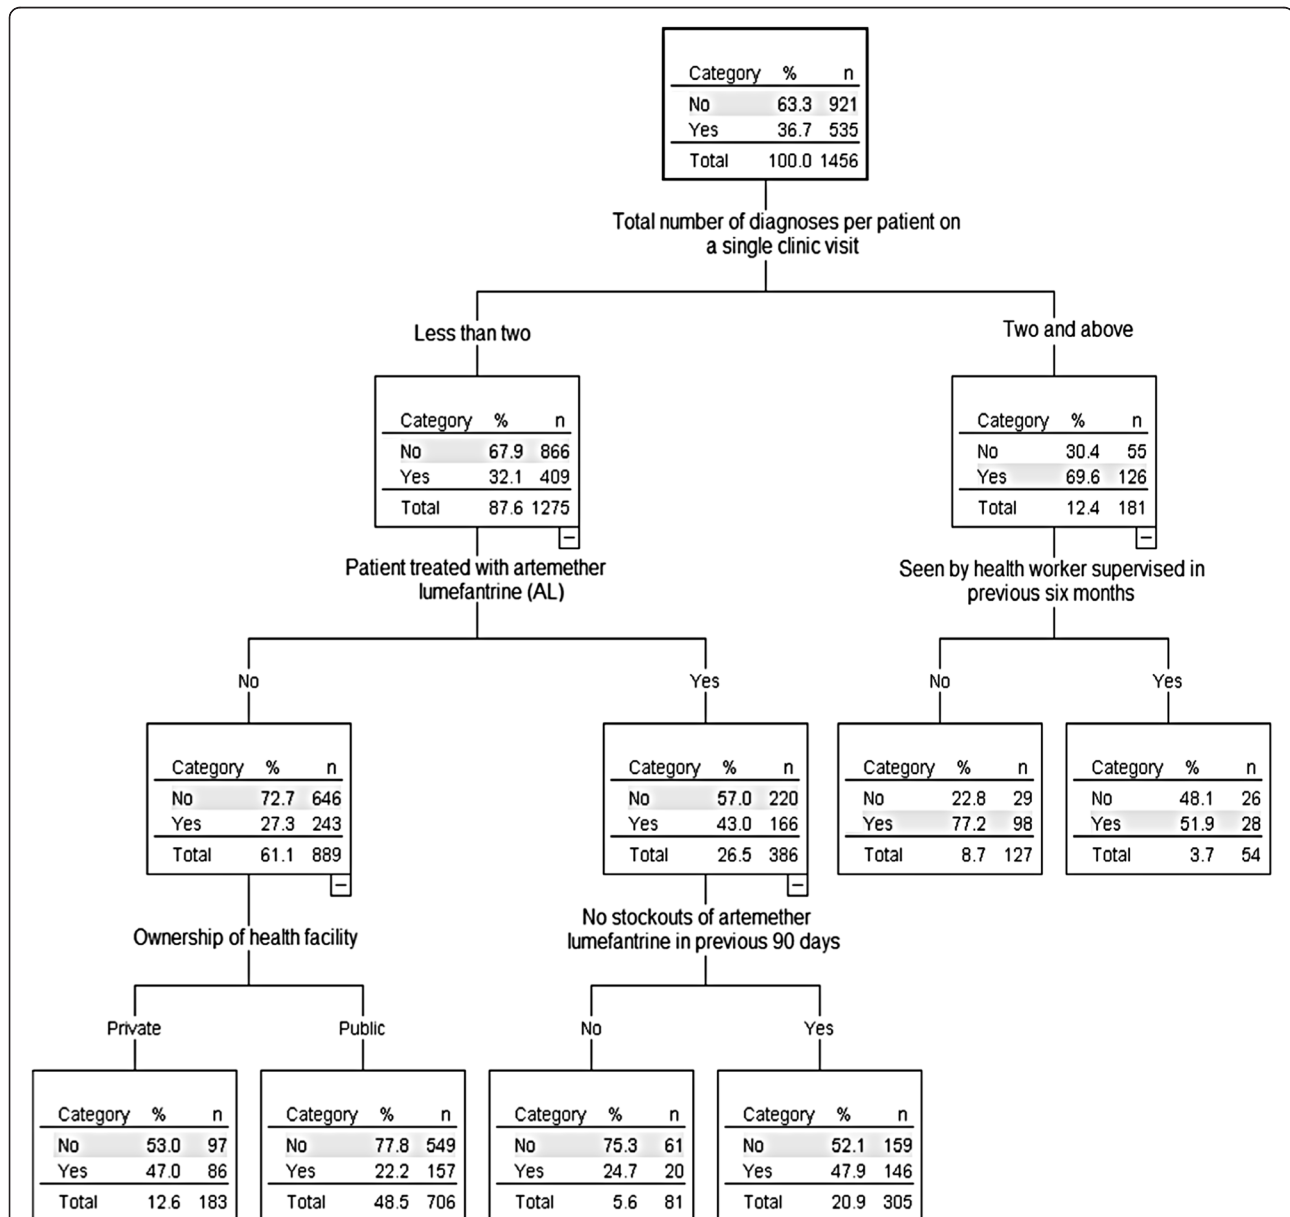 Category % n
No 63.3 921
Yes 36.7 535
Total 100.0 1456
Total number of diagnoses per patient on
a single clinic visit
Less than two
Two and above
Category % n
No 67.9 866
Yes 32.1 409
Total 87.6 1275
Category % n
No 30.4 55
Yes 69.6 126
Total 12.4 181
Patient treated with artemether
lumefantrine (AL)
Seen by health worker supervised in
previous six months
No
Yes
No
Yes
Category % n
No 72.7 646
Yes 27.3 243
Total 61.1 889
Category % n
No 57.0 220
Yes 43.0 166
Total 26.5 386
Category % n
No 22.8 29
Yes 77.2 98
Total 8.7 127
Category % n
No 48.1 26
Yes 51.9 28
Total 3.7 54
Ownership of health facility
No stockouts of artemether
lumefantrine in previous 90 days
Private
Public
No
Yes
Category % n
No 53.0 97
Yes 47.0 86
Total 12.6 183
Category % n
No 77.8 549
Yes 22.2 157
Total 48.5 706
Category % n
No 75.3 61
Yes 24.7 20
Total 5.6 81
Category % n
No 52.1 159
Yes 47.9 146
Total 20.9 305